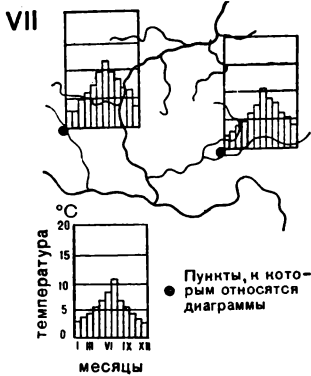 VII
°C
20
15
10
5
0
температура
I III VI IX XII
месяцы
Пункты, к кото-
рым относятся
диаграммы